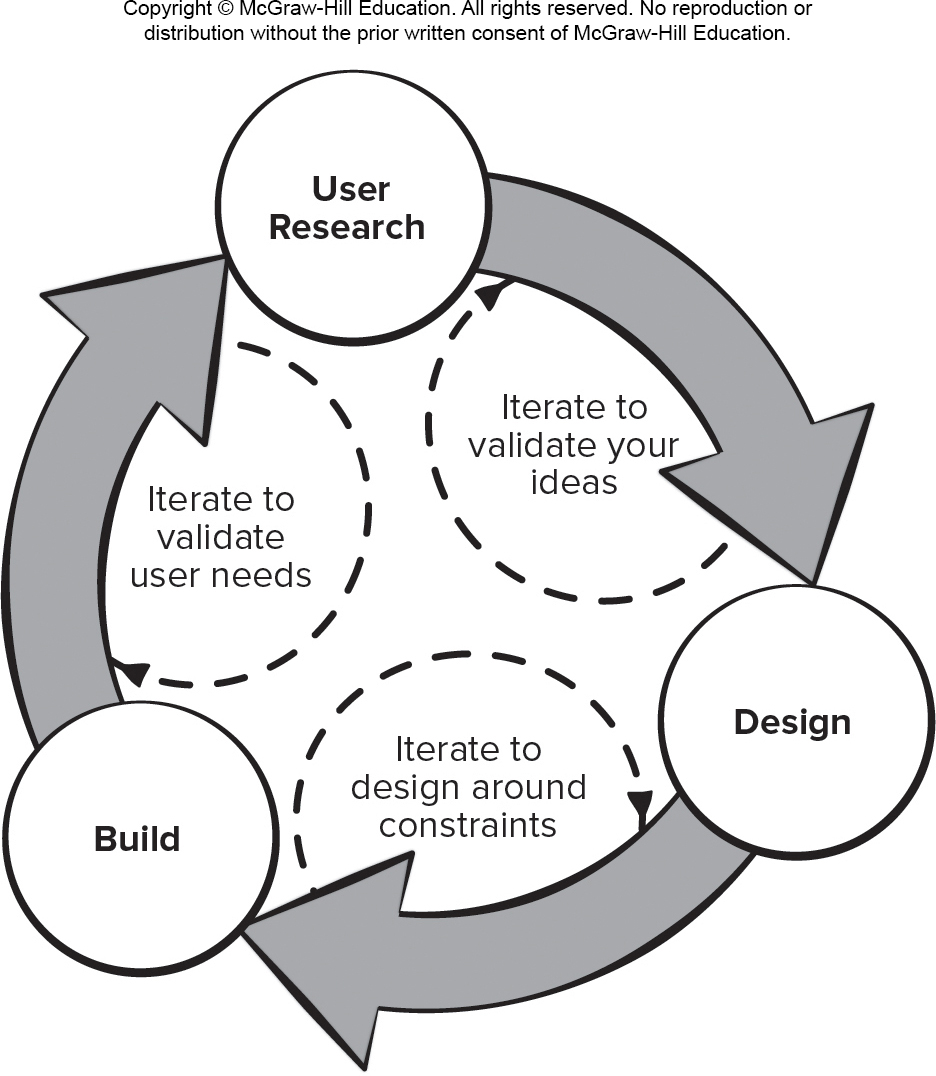 Copyright © McGraw-Hill Education. All rights reserved. No reproduction or
distribution without the prior written consent of McGraw-Hill Education.
User
Research
Iterate to
validate your
ideas
Iterate to
validate
user needs
Design
Iterate to
design around
constraints
Build